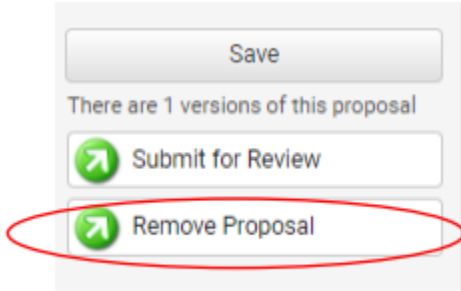 Save
There are 1 versions of this proposal
Submit for Review
Remove Proposal